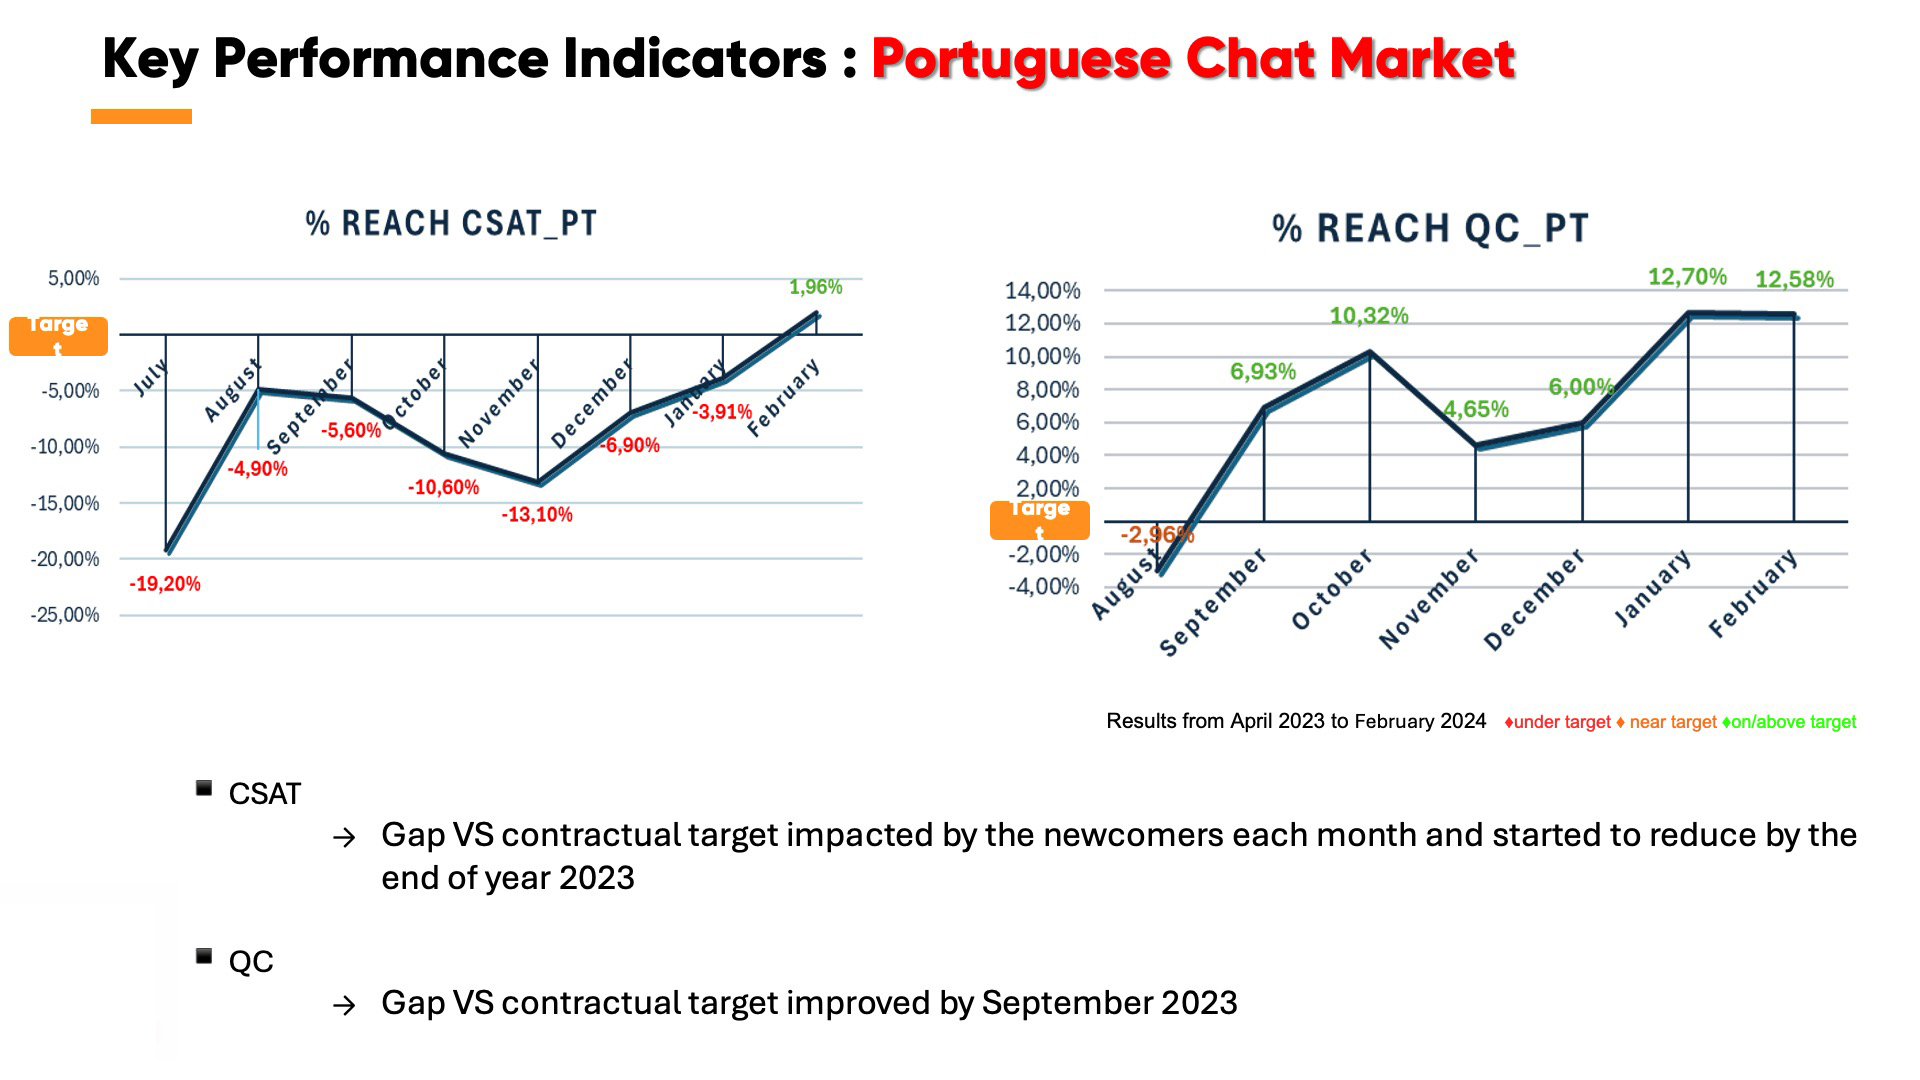 Key Performance Indicators : Portuguese Chat Market
% REACH CSAT_PT
5,00%
-5,00%
-10,00%
-15,00%
-20,00%
-25,00%
Targe
t
July
August
September
October
November
December
January
February
-19,20%
-4,90%
-5,60%
-10,60%
-13,10%
-6,90%
-3,91%
1,96%
% REACH QC_PT
14,00%
12,00%
10,00%
8,00%
6,00%
4,00%
2,00%
-2,00%
-4,00%
Targe
t
August
September
October
November
December
January
February
-2,96%
6,93%
10,32%
4,65%
6,00%
12,70%
12,58%
Results from April 2023 to February 2024 ♦under target ♦ near target ♦on/above target
▪ CSAT
→ Gap VS contractual target impacted by the newcomers each month and started to reduce by the
end of year 2023
▪ QC
→ Gap VS contractual target improved by September 2023